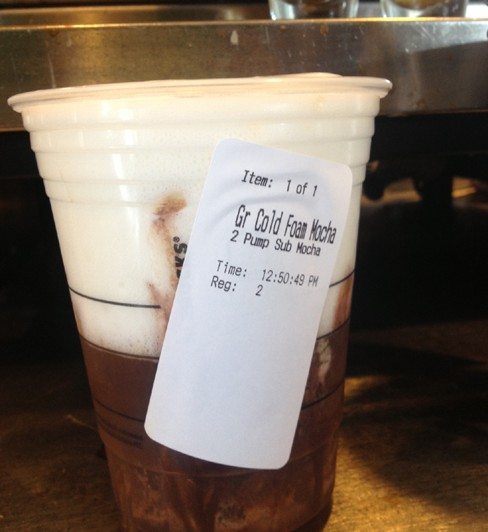 Item: 1 of 1
Gr Cold Foam Mocha
2 Pump Sub Mocha
Time: 12:50:49 PM
Reg: 2